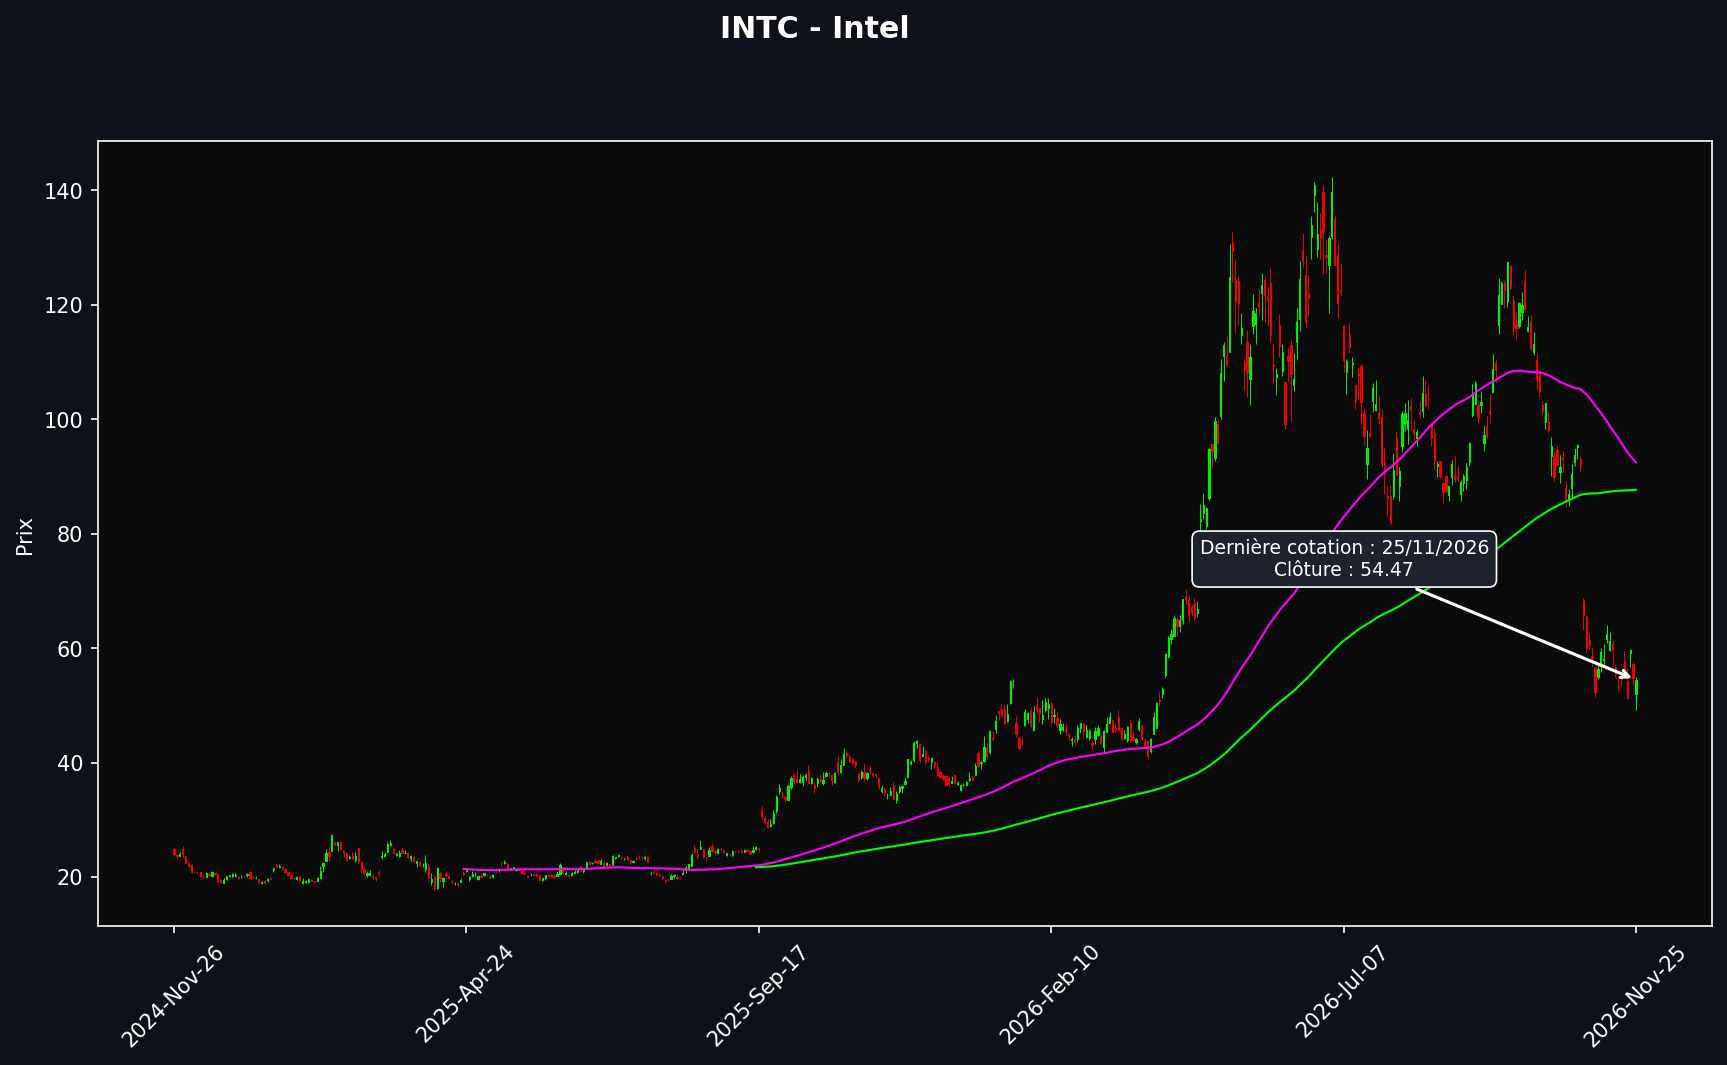 INTC - Intel
Prix
140
120
100
80
60
40
20
Dernière cotation : 25/11/2026
Clôture : 54.47
2024-Nov-26
2025-Apr-24
2025-Sep-17
2026-Feb-10
2026-Jul-07
2026-Nov-25